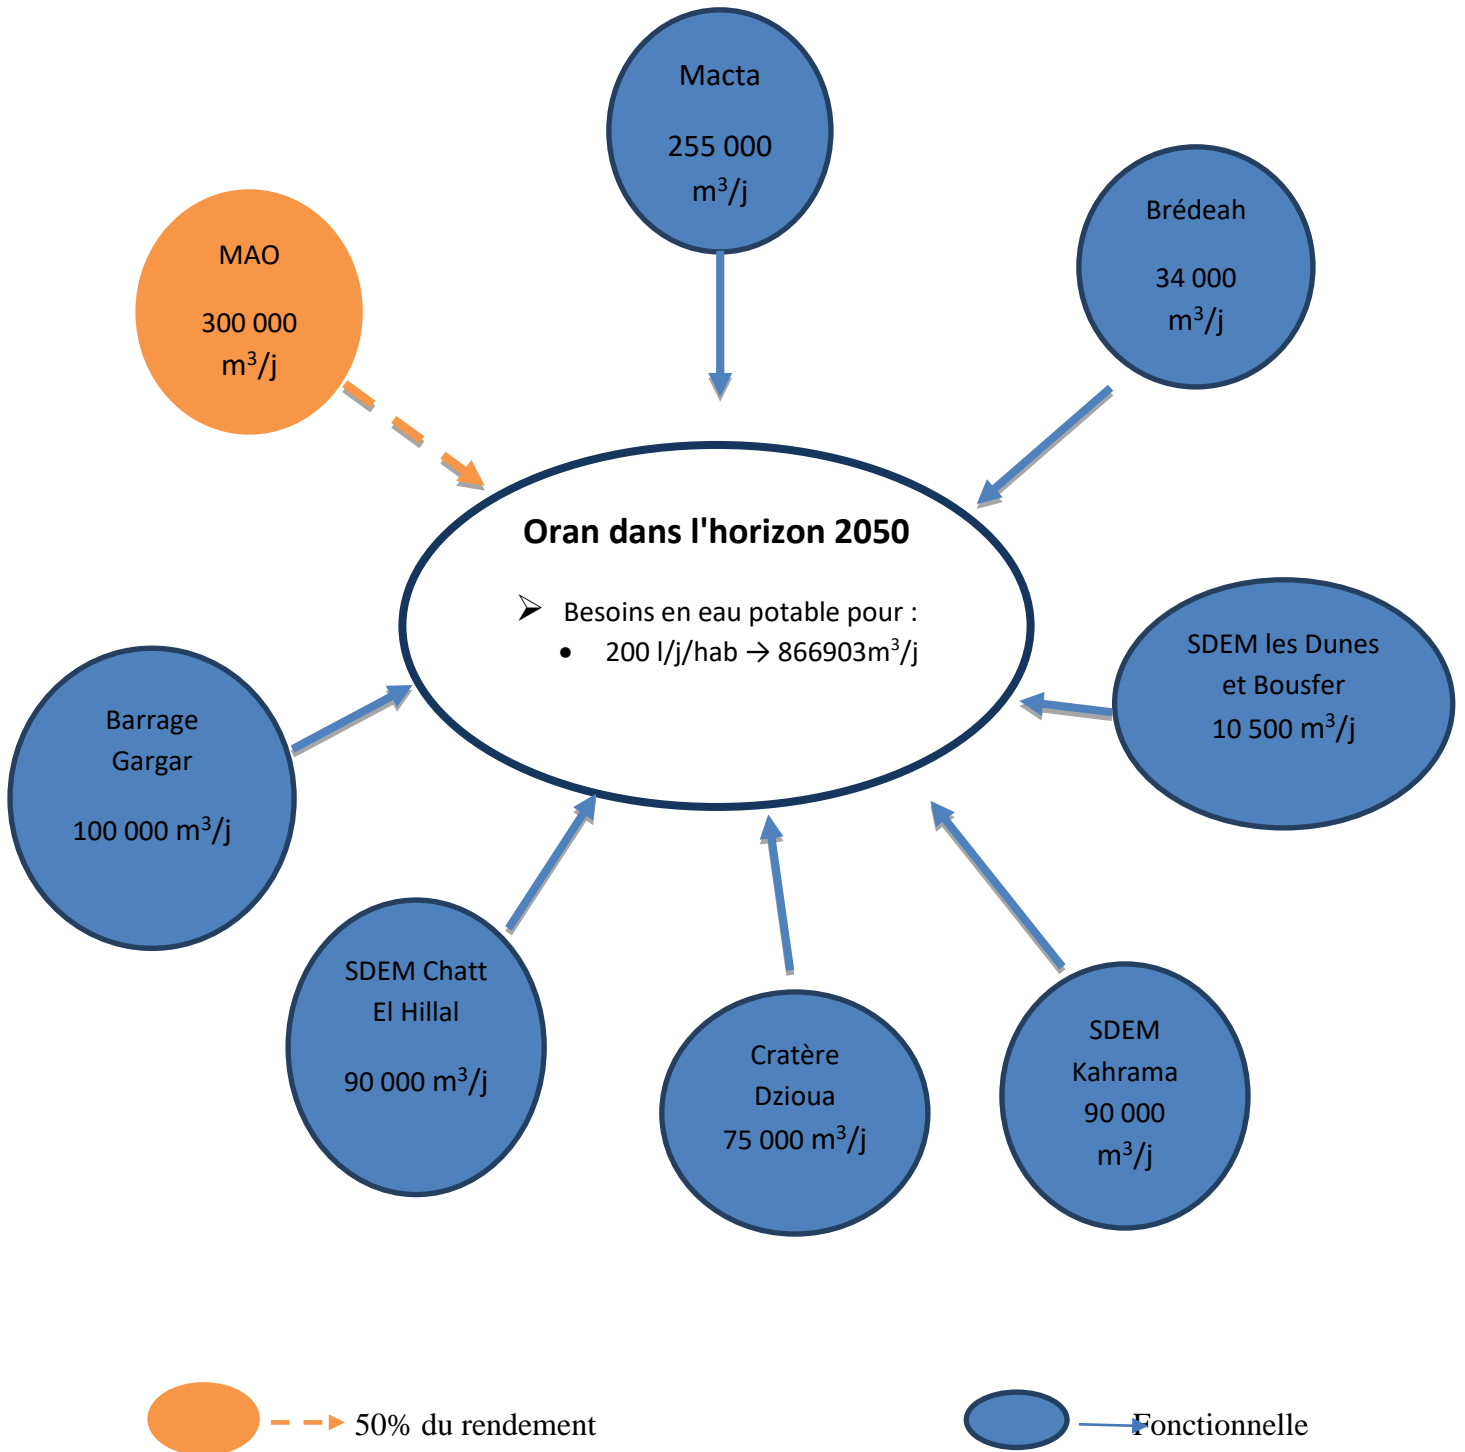 Macta
255 000
m³/j
Brédeah
34 000
m³/j
MAO
300 000
m³/j
Oran dans l'horizon 2050
➢ Besoins en eau potable pour :
• 200 l/j/hab → 866903m³/j
SDEM les Dunes
et Bousfer
10 500 m³/j
Barrage
Gargar
100 000 m³/j
SDEM Chatt
El Hillal
90 000 m³/j
Cratère
Dzioua
75 000 m³/j
SDEM
Kahrama
90 000
m³/j
50% du rendement
Fonctionnelle